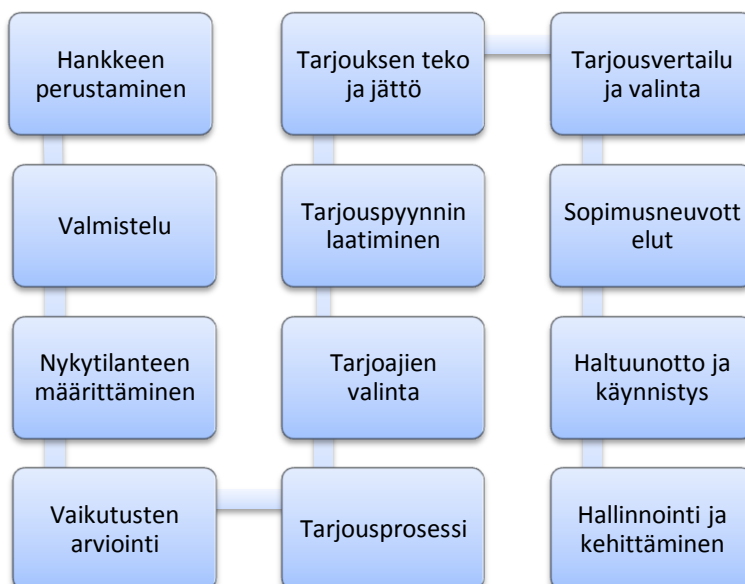 Hankkeen
perustaminen
Valmistelu
Nykytilanteen
määrittäminen
Vaikutusten
arviointi
Tarjousprosessi
Tarjoajien
valinta
Tarjouspyynnin
laatiminen
Tarjouksen teko
ja jättö
Tarjousvertailu
ja valinta
Sopimusneuvott
elut
Haltuunotto ja
käynnistys
Hallinnointi ja
kehittäminen